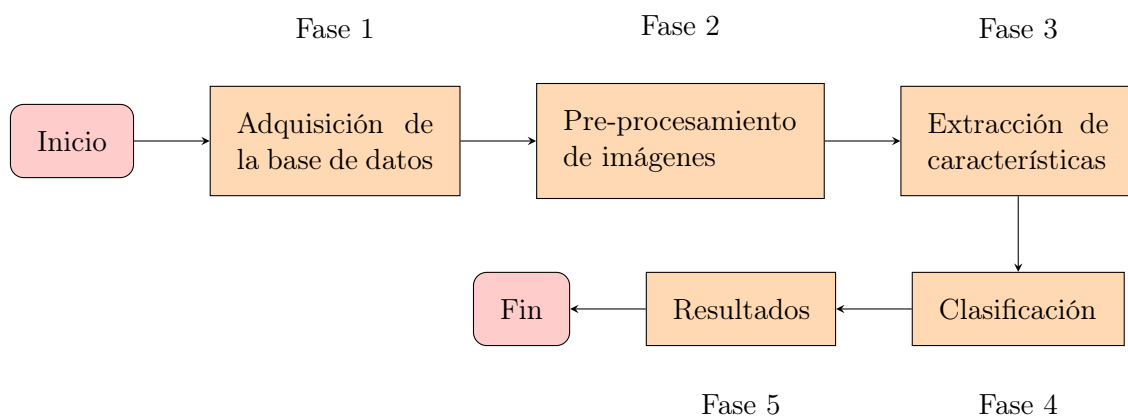 Fase 1
Fase 2
Fase 3
Inicio
Adquisición de
la base de datos
Pre-procesamiento
de imágenes
Extracción de
característícas
Fin
Resultados
Clasificación
Fase 5
Fase 4